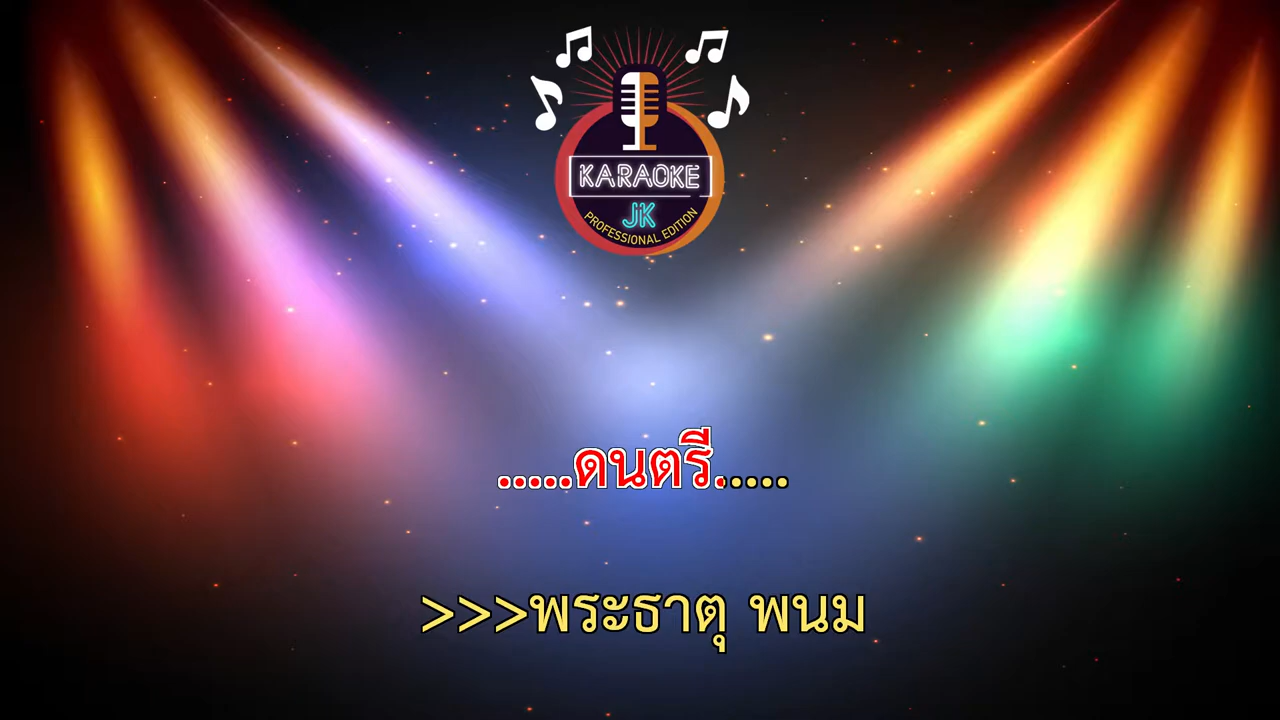 KARAOKE
JK
PROFESSIONAL EDITION
.....ดนตรี.....
>>>พระธาตุ พนม